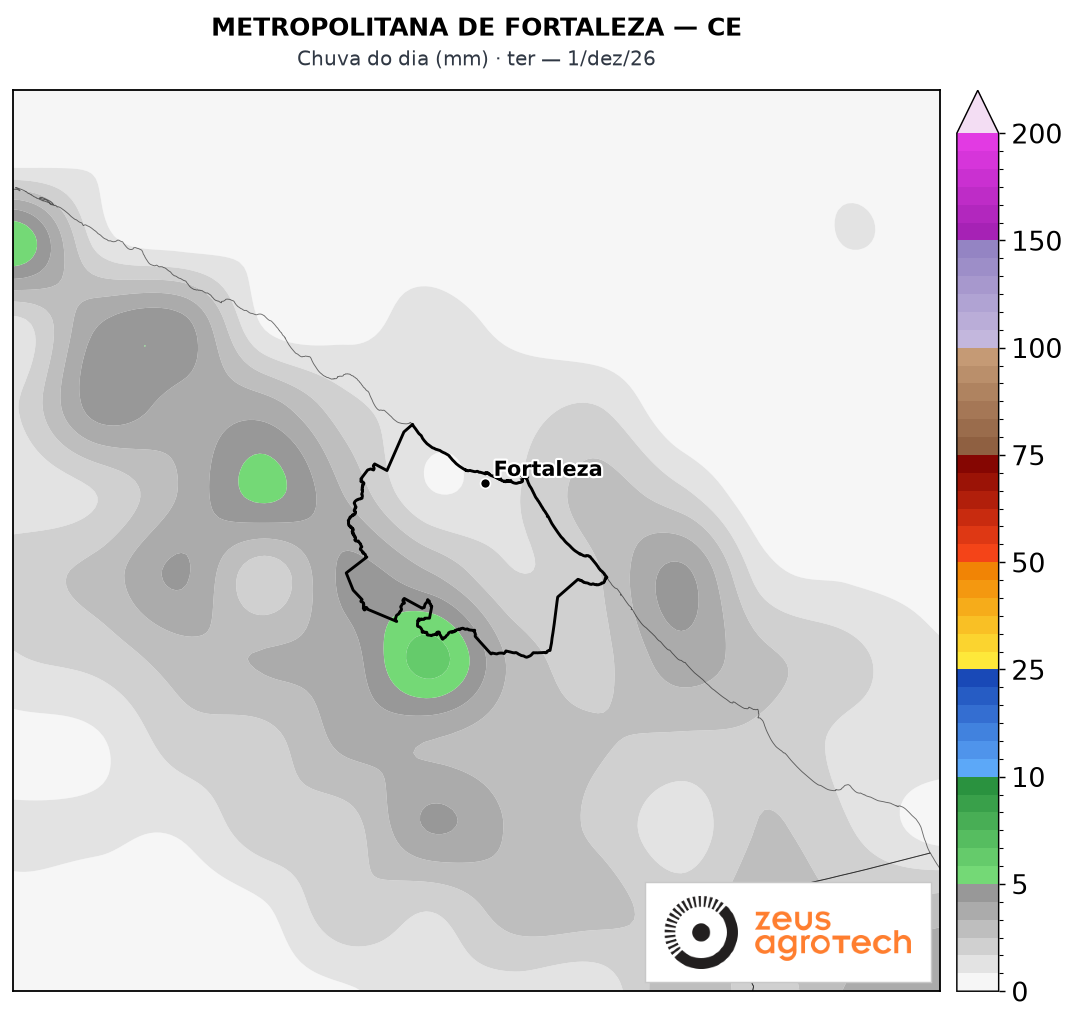 METROPOLITANA DE FORTALEZA — CE
Chuva do dia (mm) · ter — 1/dez/26
200
150
100
75
50
25
10
5
0
Fortaleza
zeus
agrotech